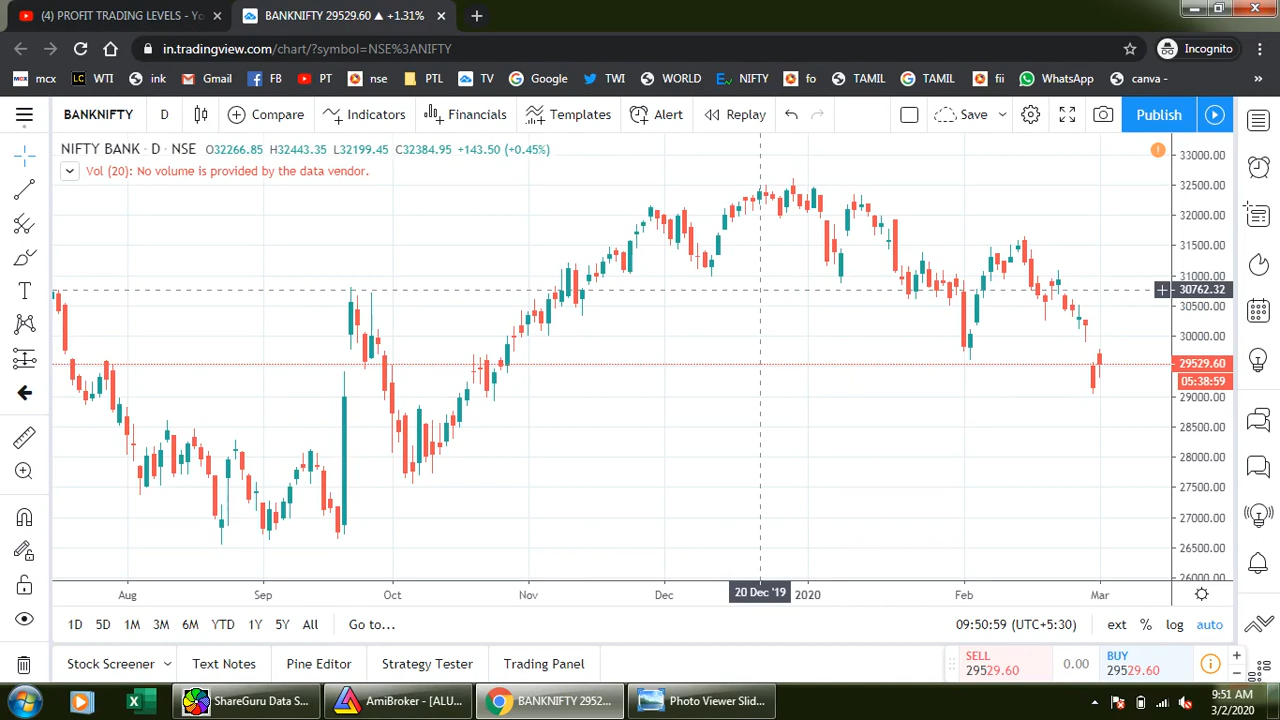 (4) PROFIT TRADING LEVELS - Yo
BANKNIFTY 29529.60 ▲ +1.31%
in.tradingview.com/chart/?symbol=NSE%3ANIFTY
Incognito
mcx
LC WTI
ink
Gmail
FB
PT
nse
PTL
TV
Google
TWI
WORLD
NIFTY
fo
TAMIL
TAMIL
fii
WhatsApp
canva -
»
BANKNIFTY
D
Compare
Indicators
Financials
Templates
Alert
Replay
Save
Publish
NIFTY BANK · D · NSE O32266.85 H32443.35 L32199.45 C32384.95 +143.50 (+0.45%)
Vol (20): No volume is provided by the data vendor.
33000.00
32500.00
32000.00
31500.00
31000.00
30762.32
30500.00
30000.00
29529.60
05:38:59
29000.00
28500.00
28000.00
27500.00
27000.00
26500.00
26000.00
Aug
Sep
Oct
Nov
Dec
20 Dec '19
2020
Feb
Mar
1D 5D 1M 3M 6M YTD 1Y 5Y All
Go to...
09:50:59 (UTC+5:30)
ext % log auto
Stock Screener
Text Notes
Pine Editor
Strategy Tester
Trading Panel
SELL
29529.60
0.00
BUY
29529.60
ShareGuru Data S...
AmiBroker - [ALU...
BANKNIFTY 2952...
Photo Viewer Slid...
9:51 AM
3/2/2020